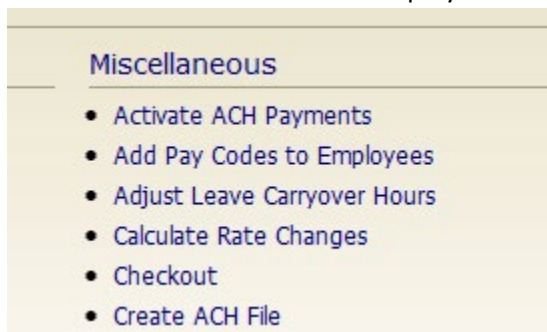 Miscellaneous
• Activate ACH Payments
• Add Pay Codes to Employees
• Adjust Leave Carryover Hours
• Calculate Rate Changes
• Checkout
• Create ACH File